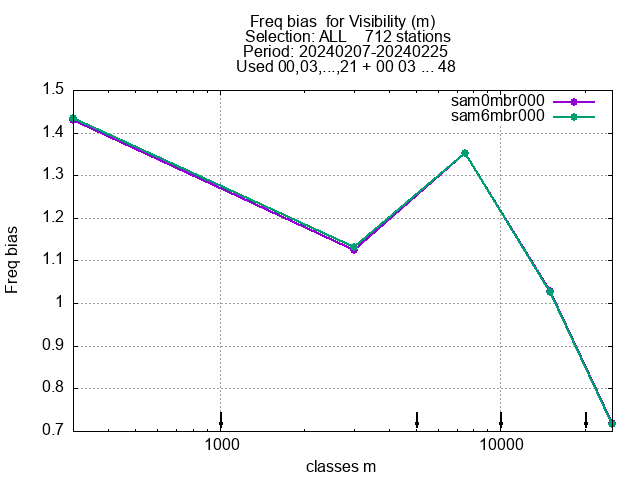 Freq bias  for Visibility (m)
Selection: ALL    712 stations
Period: 20240207-20240225
Used 00,03,...,21 + 00 03 ... 48
sam0mbr000
sam6mbr000
1.5
1.4
1.3
1.2
1.1
1
0.9
0.8
0.7
Freq bias
1000
10000
classes m